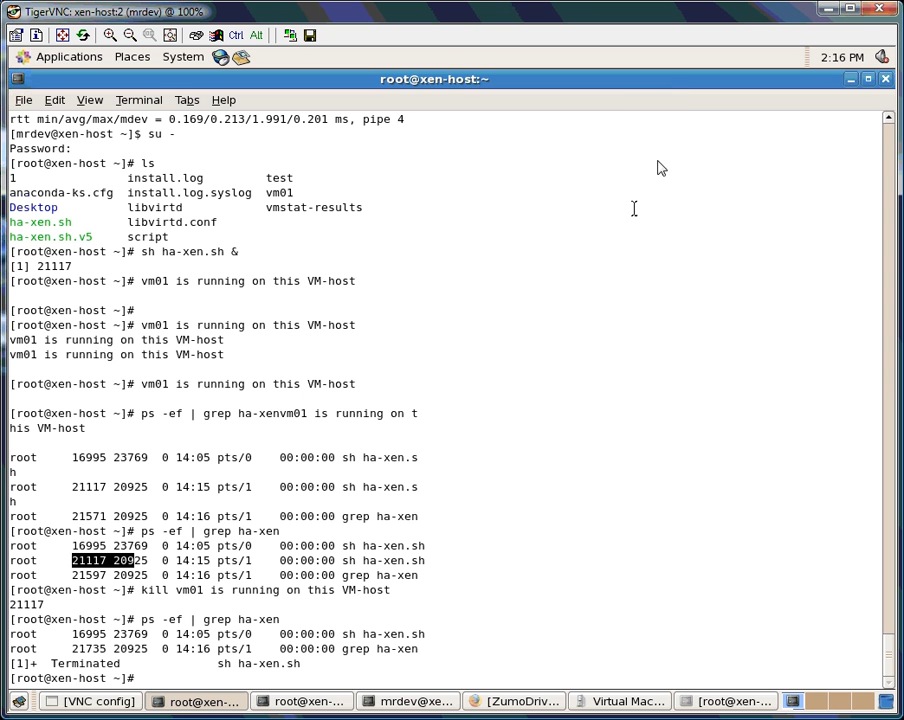 TigerVNC: xen-host:2 (mrdev) @ 100%
Ctrl Alt
Applications Places System 2:16 PM
root@xen-host:~
File Edit View Terminal Tabs Help
rtt min/avg/max/mdev = 0.169/0.213/1.991/0.201 ms, pipe 4
[mrdev@xen-host ~]$ su -
Password:
[root@xen-host ~]# ls
1 install.log test
anaconda-ks.cfg install.log.syslog vm01
Desktop libvirtd vmstat-results
ha-xen.sh libvirtd.conf
ha-xen.sh.v5 script
[root@xen-host ~]# sh ha-xen.sh &
[1] 21117
[root@xen-host ~]# vm01 is running on this VM-host
[root@xen-host ~]#
[root@xen-host ~]# vm01 is running on this VM-host
vm01 is running on this VM-host
vm01 is running on this VM-host
[root@xen-host ~]# vm01 is running on this VM-host
[root@xen-host ~]# ps -ef | grep ha-xenvm01 is running on t
his VM-host
root 16995 23769 0 14:05 pts/0 00:00:00 sh ha-xen.s
h
root 21117 20925 0 14:15 pts/1 00:00:00 sh ha-xen.s
h
root 21571 20925 0 14:16 pts/1 00:00:00 grep ha-xen
[root@xen-host ~]# ps -ef | grep ha-xen
root 16995 23769 0 14:05 pts/0 00:00:00 sh ha-xen.sh
root 21117 20925 0 14:15 pts/1 00:00:00 sh ha-xen.sh
root 21597 20925 0 14:16 pts/1 00:00:00 grep ha-xen
[root@xen-host ~]# kill vm01 is running on this VM-host
21117
[root@xen-host ~]# ps -ef | grep ha-xen
root 16995 23769 0 14:05 pts/0 00:00:00 sh ha-xen.sh
root 21735 20925 0 14:16 pts/1 00:00:00 grep ha-xen
[1]+ Terminated sh ha-xen.sh
[root@xen-host ~]#
[VNC config] root@xen-... root@xen-... mrdev@xe... [ZumoDriv... Virtual Mac... [root@xen-...